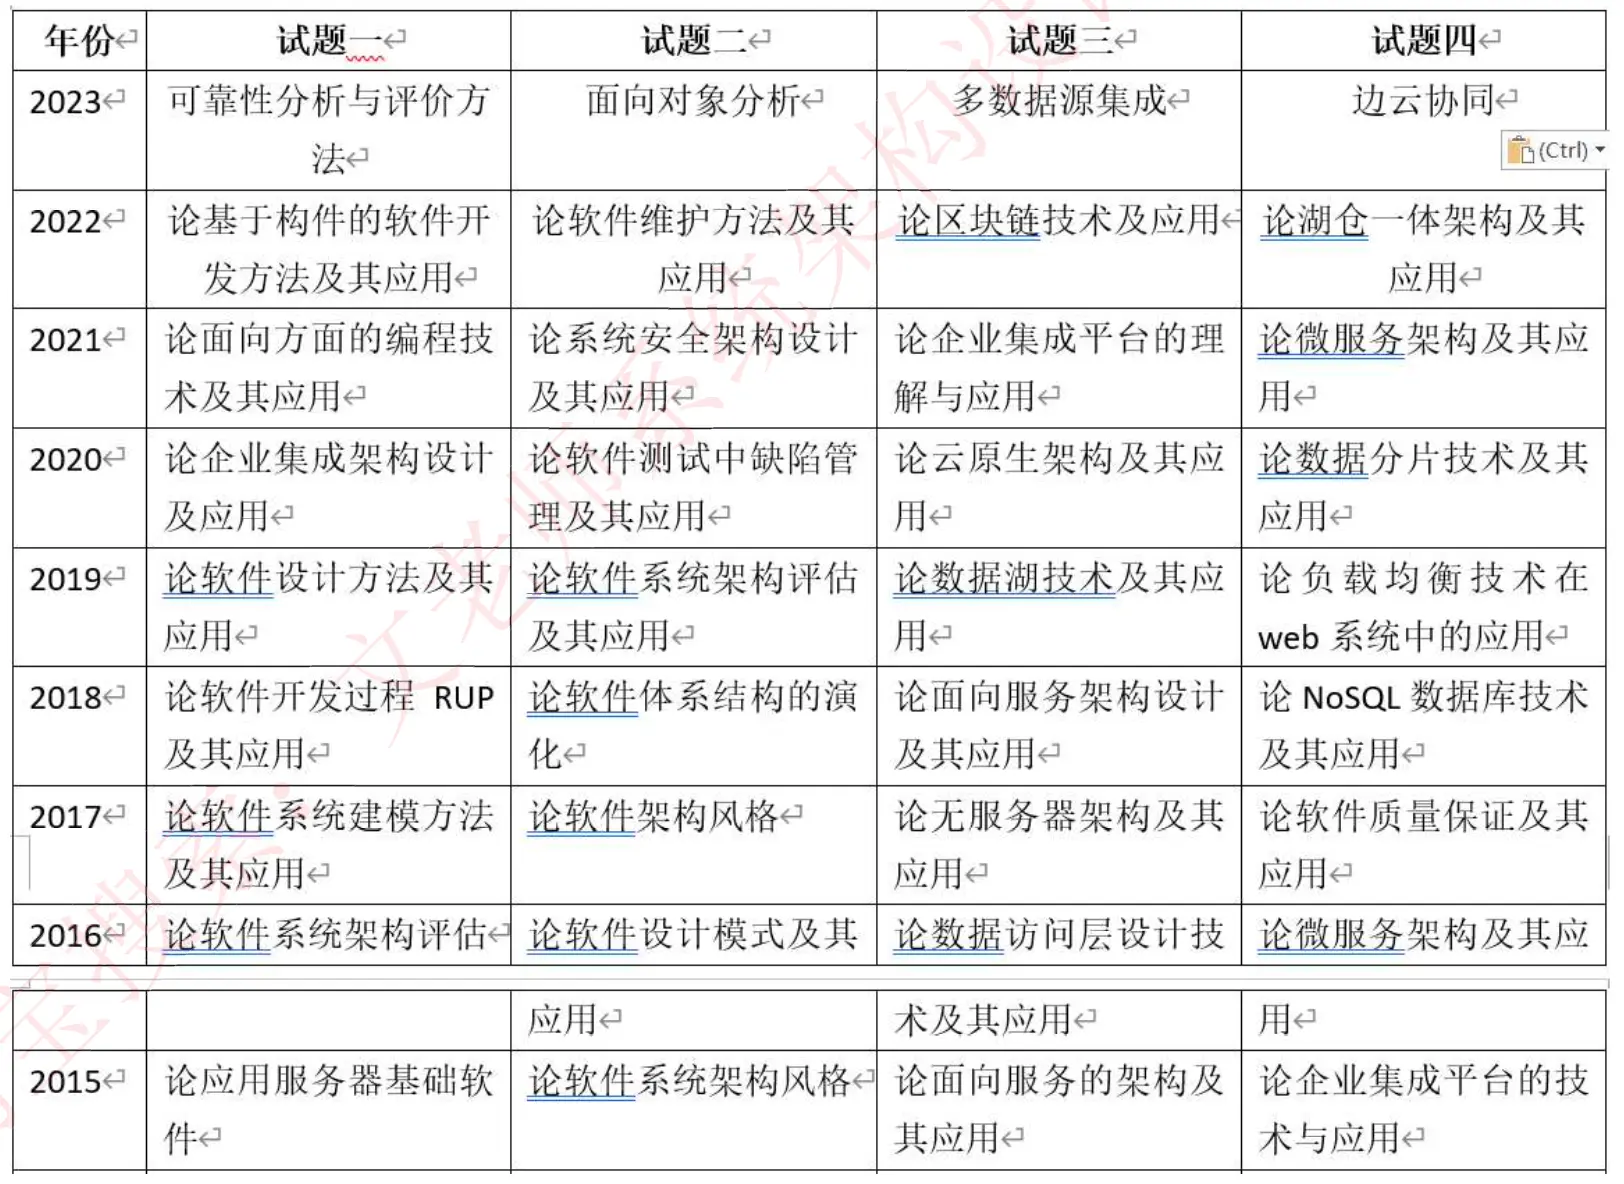 年份 试题一 试题二 试题三 试题四
2023 可靠性分析与评价方 面向对象分析 多数据源集成 边云协同
法
(Ctrl)
2022 论基于构件的软件开 论软件维护方法及其 论区块链技术及应用 论湖仓一体架构及其
发方法及其应用 应用 应用
2021 论面向方面的编程技 论系统安全架构设计 论企业集成平台的理 论微服务架构及其应
术及其应用 及其应用 解与应用 用
2020 论企业集成架构设计 论软件测试中缺陷管 论云原生架构及其应 论数据分片技术及其
及应用 理及其应用 用 应用
2019 论软件设计方法及其 论软件系统架构评估 论数据湖技术及其应 论负载均衡技术在
应用 及其应用 用 web 系统中的应用
2018 论软件开发过程 RUP 论软件体系结构的演 论面向服务架构设计 论 NoSQL 数据库技术
及其应用 化 及其应用 及其应用
2017 论软件系统建模方法 论软件架构风格 论无服务器架构及其 论软件质量保证及其
及其应用 应用 应用
2016 论软件系统架构评估 论软件设计模式及其 论数据访问层设计技 论微服务架构及其应
应用 术及其应用 用
2015 论应用服务器基础软 论软件系统架构风格 论面向服务的架构及 论企业集成平台的技
件 其应用 术与应用
宝搜索：文老师系统架构设